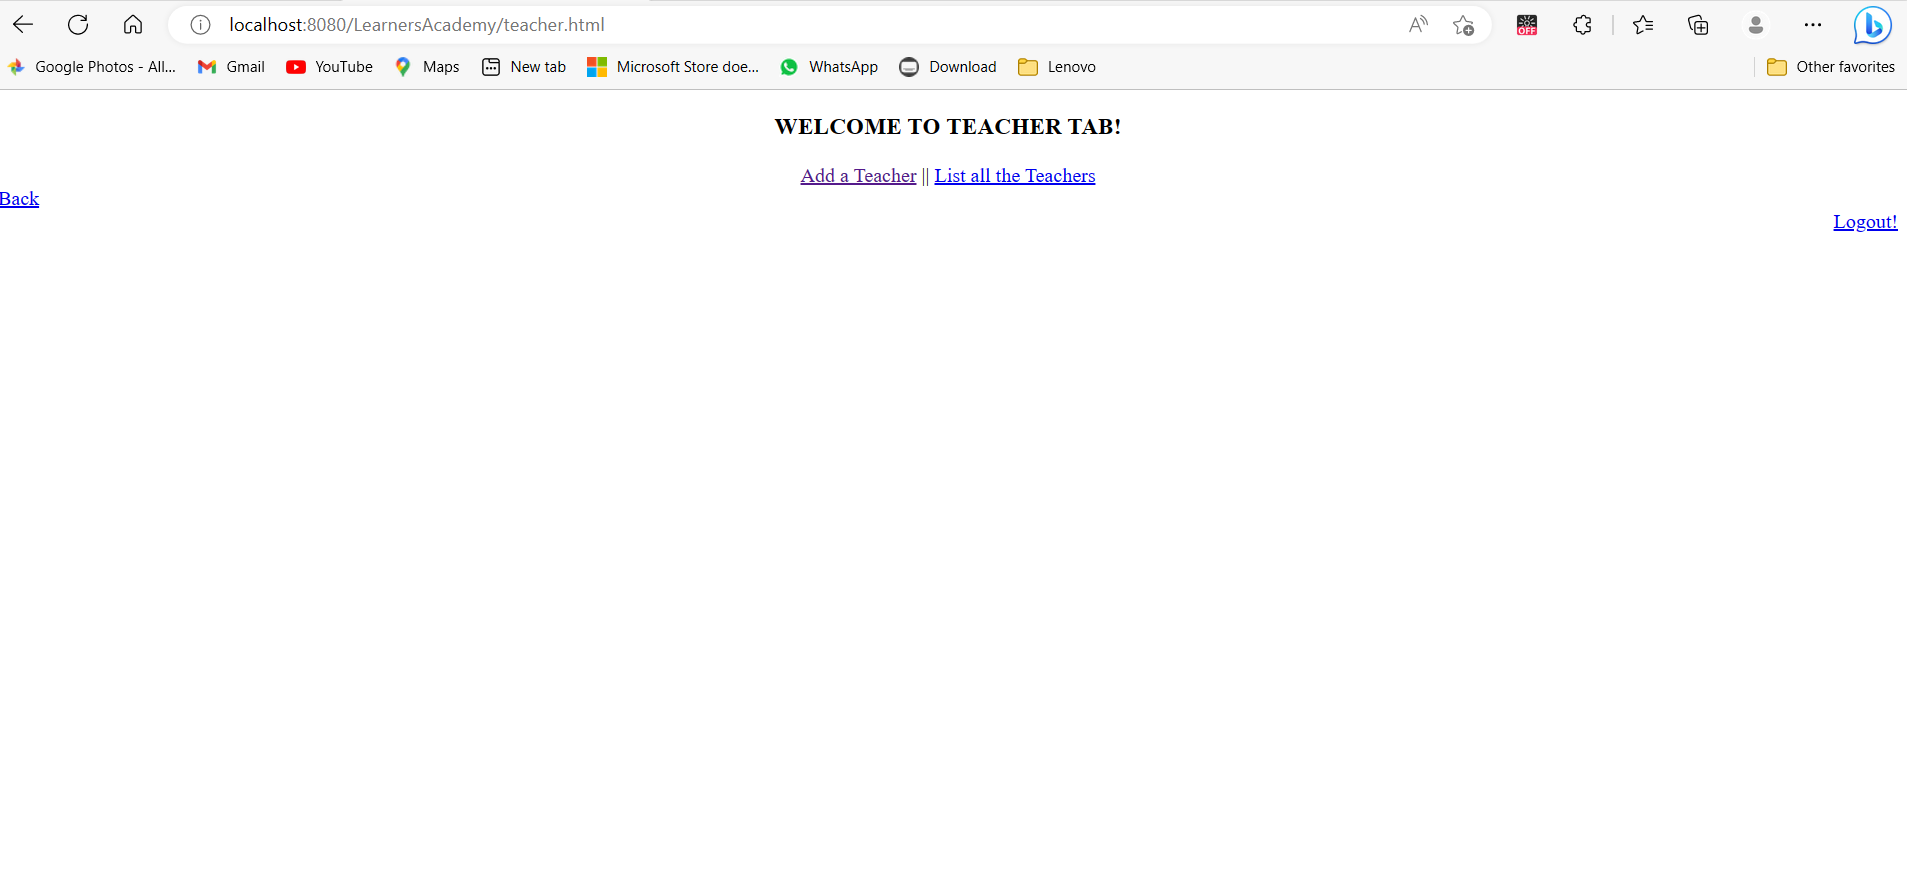 localhost:8080/LearnersAcademy/teacher.html
OFF
Google Photos - All... Gmail YouTube Maps New tab Microsoft Store doe... WhatsApp Download Lenovo Other favorites
WELCOME TO TEACHER TAB!
Add a Teacher || List all the Teachers
Back
Logout!